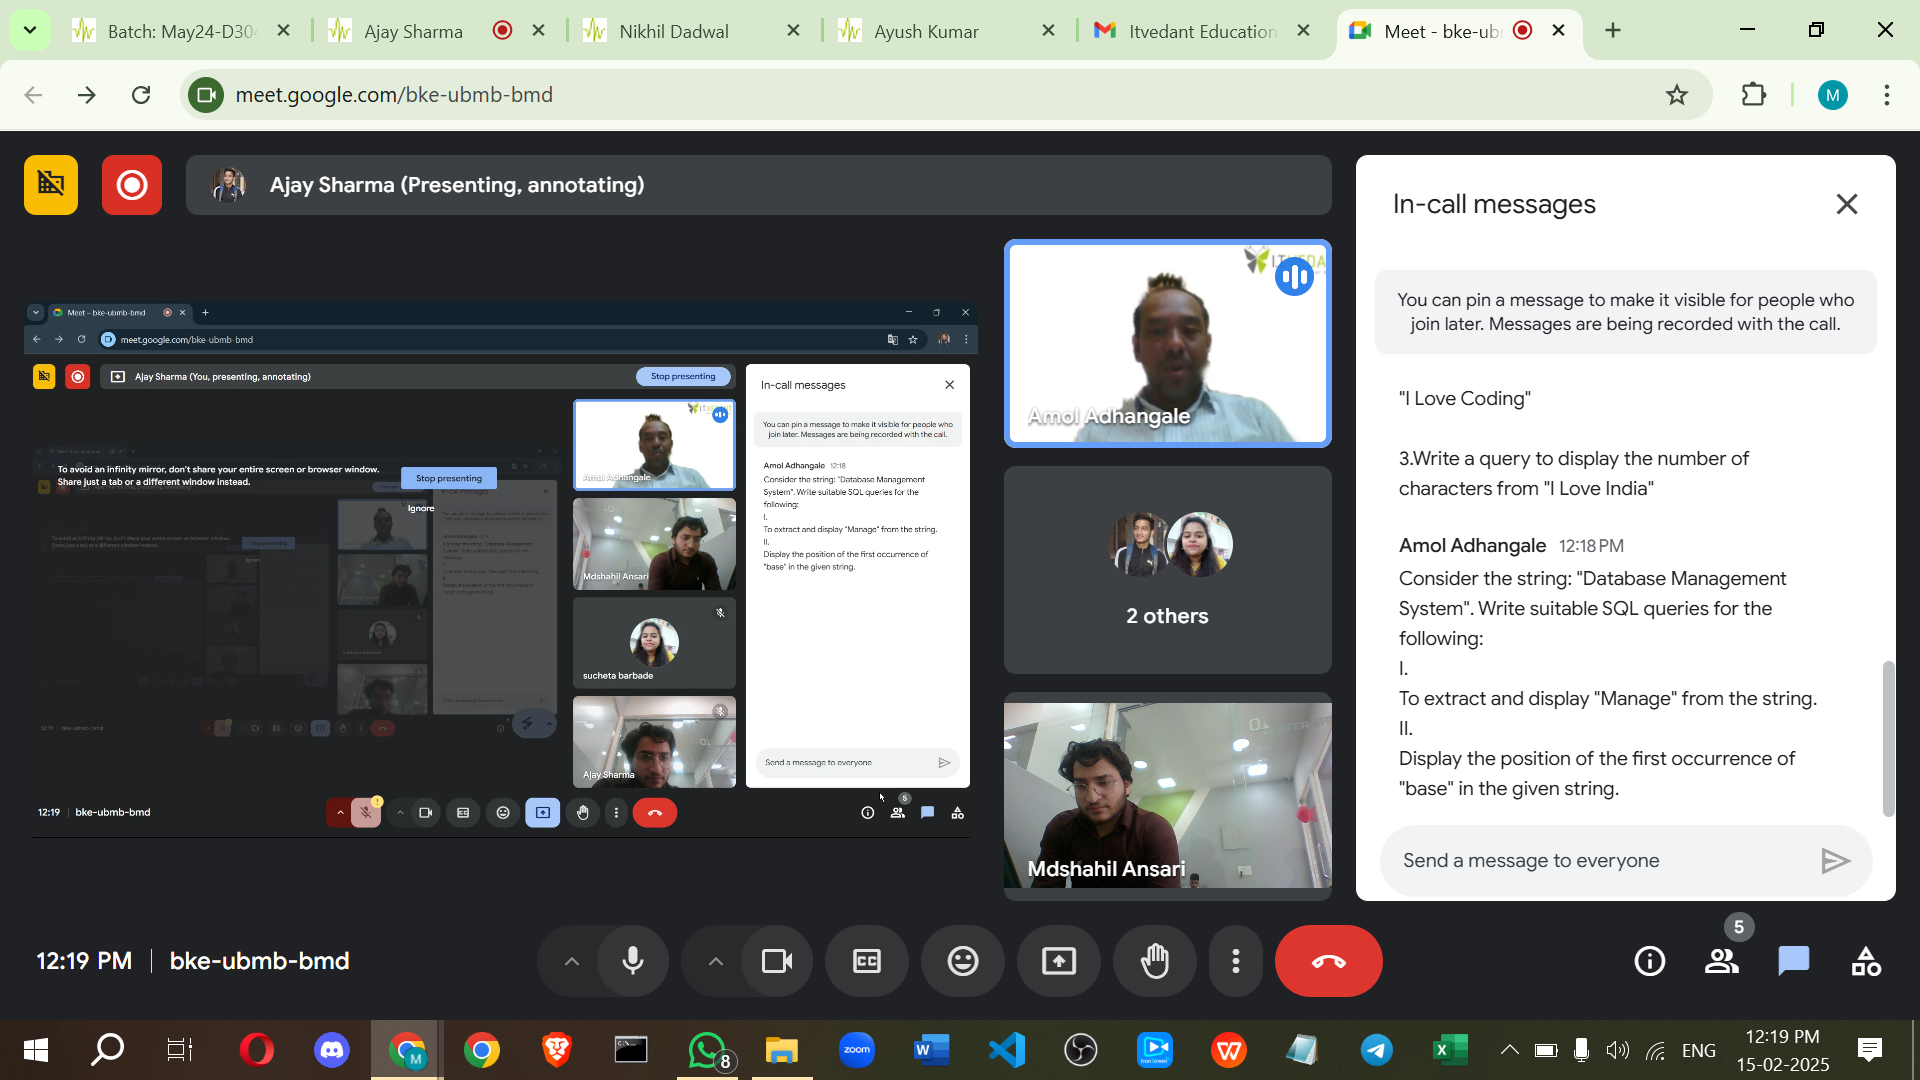 Batch: May24-D304
Ajay Sharma
Nikhil Dadwal
Ayush Kumar
Itvedant Education
Meet - bke-ub
meet.google.com/bke-ubmb-bmd
M
Ajay Sharma (Presenting, annotating)
Meet – bke-ubmb-bmd
meet.google.com/bke-ubmb-bmd
Ajay Sharma (You, presenting, annotating)
Stop presenting
To avoid an infinity mirror, don't share your entire screen or browser window.
Share just a tab or a different window instead.
Stop presenting
Ignore
Amol Adhangale
Mdshahil Ansari
sucheta barbade
Ajay Sharma
In-call messages
You can pin a message to make it visible for people who
join later. Messages are being recorded with the call.
Amol Adhangale 12:18
Consider the string: "Database Management
System". Write suitable SQL queries for the
following:
I.
To extract and display "Manage" from the string.
II.
Display the position of the first occurrence of
"base" in the given string.
Send a message to everyone
12:19 bke-ubmb-bmd
5
Amol Adhangale
2 others
Mdshahil Ansari
In-call messages
You can pin a message to make it visible for people who
join later. Messages are being recorded with the call.
"I Love Coding"
3.Write a query to display the number of
characters from "I Love India"
Amol Adhangale 12:18 PM
Consider the string: "Database Management
System". Write suitable SQL queries for the
following:
I.
To extract and display "Manage" from the string.
II.
Display the position of the first occurrence of
"base" in the given string.
Send a message to everyone
12:19 PM bke-ubmb-bmd
5
M
8
zoom
ENG
12:19 PM
15-02-2025